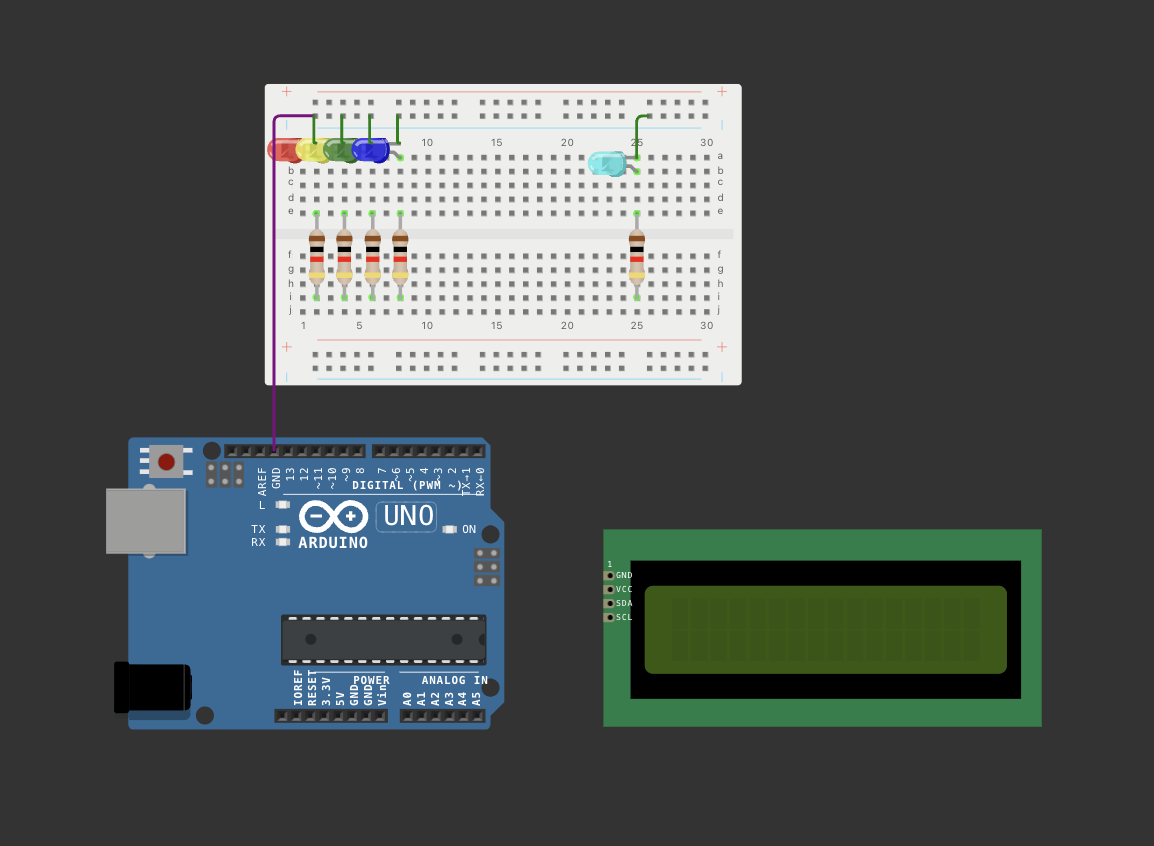 10 15 20 25 30
a a
b b
c c
d d
e e
f f
g g
h h
i i
j j
1 5 10 15 20 25 30
AREF GND 13 12 ~11 ~10 ~9 8 7 ~6 ~5 4 ~3 ~2 TX→1 RX←0
DIGITAL (PWM ~)
L
TX
RX
UNO
ON
ARDUINO
IOREF RESET 3.3V 5V GND GND Vin
POWER
ANALOG IN
A0 A1 A2 A3 A4 A5
1
GND
VCC
SDA
SCL